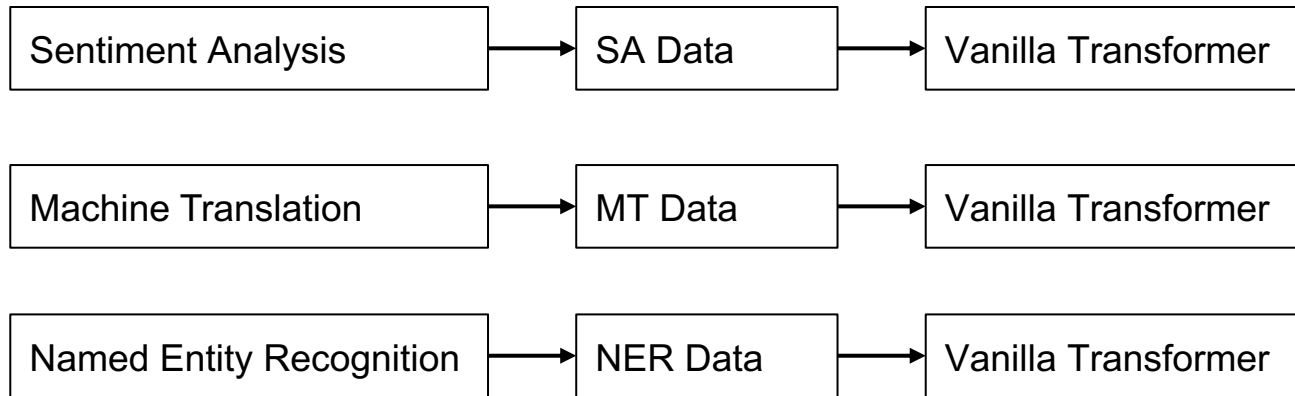 Sentiment Analysis
SA Data
Vanilla Transformer
Machine Translation
MT Data
Vanilla Transformer
Named Entity Recognition
NER Data
Vanilla Transformer